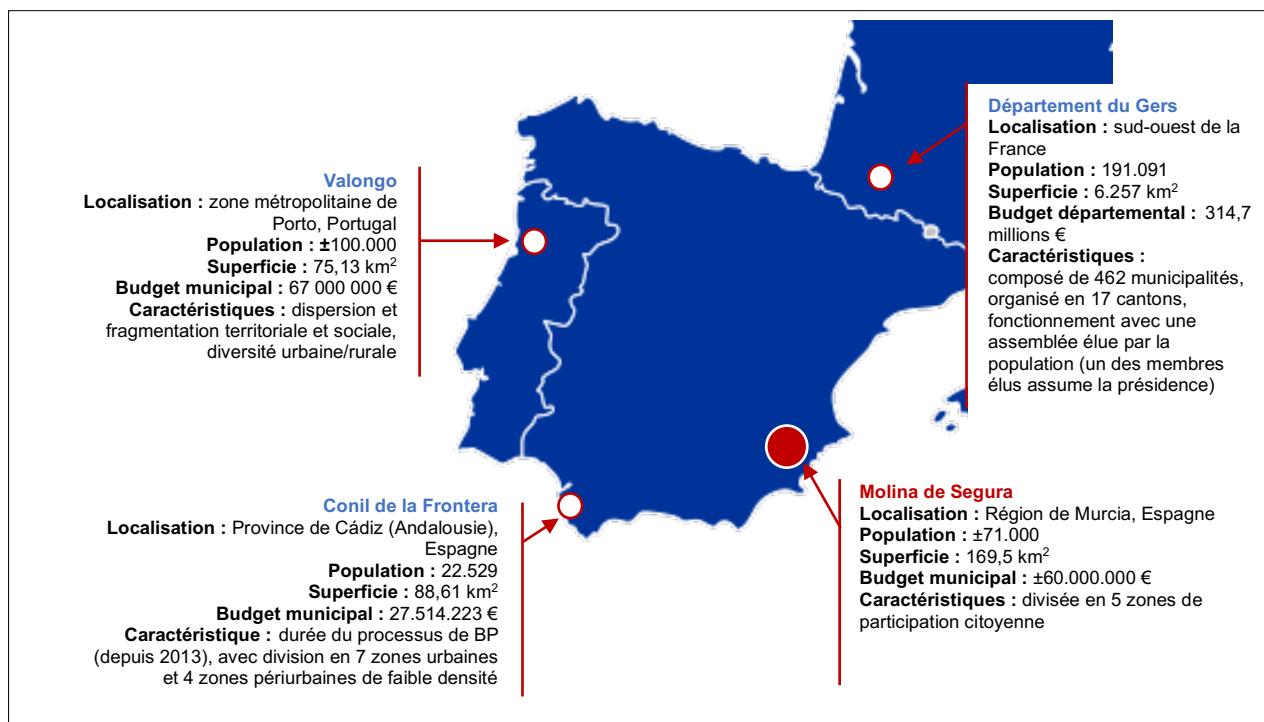 Valongo
Localisation : zone métropolitaine de
Porto, Portugal
Population : ±100.000
Superficie : 75,13 km²
Budget municipal : 67 000 000 €
Caractéristiques : dispersion et
fragmentation territoriale et sociale,
diversité urbaine/rurale
Département du Gers
Localisation : sud-ouest de la
France
Population : 191.091
Superficie : 6.257 km²
Budget départemental : 314,7
millions €
Caractéristiques :
composé de 462 municipalités,
organisé en 17 cantons,
fonctionnement avec une
assemblée élue par la
population (un des membres
élus assume la présidence)
Conil de la Frontera
Localisation : Province de Cádiz (Andalousie),
Espagne
Population : 22.529
Superficie : 88,61 km²
Budget municipal : 27.514.223 €
Caractéristique : durée du processus de BP
(depuis 2013), avec division en 7 zones urbaines
et 4 zones périurbaines de faible densité
Molina de Segura
Localisation : Région de Murcia, Espagne
Population : ±71.000
Superficie : 169,5 km²
Budget municipal : ±60.000.000 €
Caractéristiques : divisée en 5 zones de
participation citoyenne